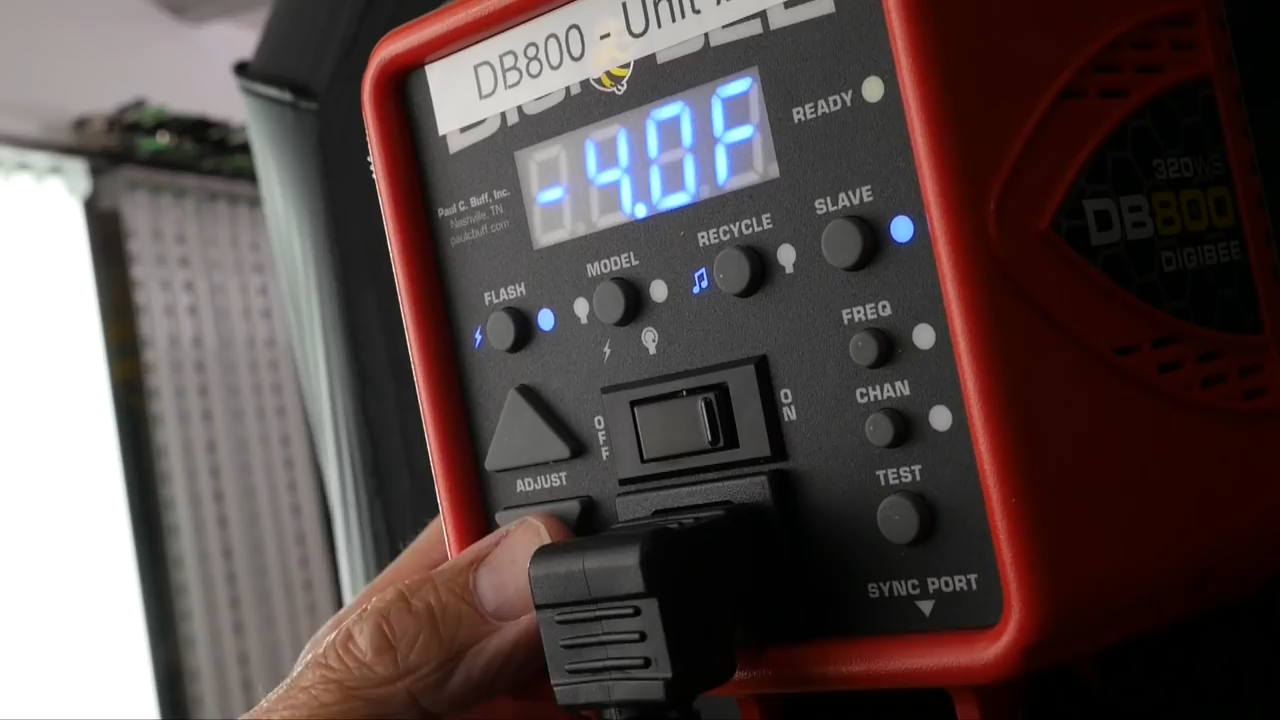 DB800 - Unit
-4.0F
READY
Paul C. Buff, Inc.
Nashville, TN
paulcbuff.com
FLASH
MODEL
RECYCLE
SLAVE
FREQ
CHAN
OFF
ON
ADJUST
TEST
SYNC PORT
320WS
DB800
DIGIBEE